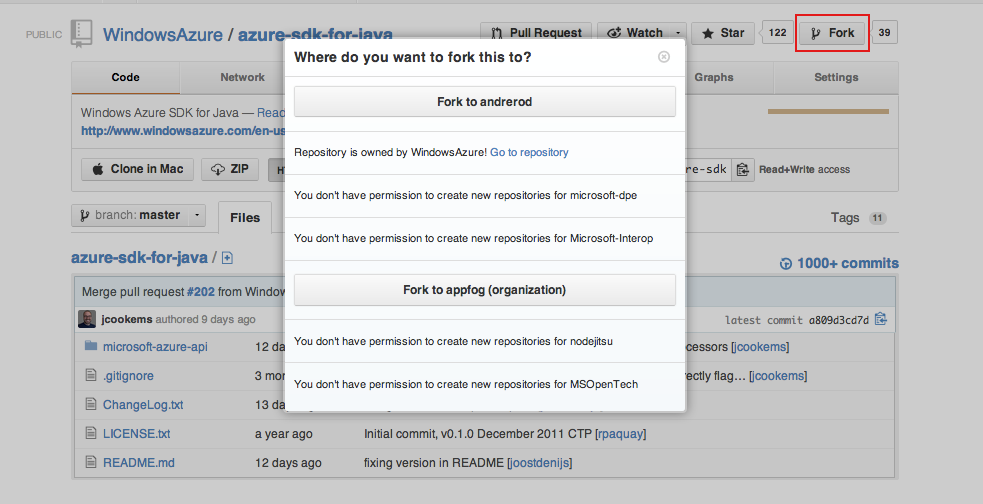 PUBLIC WindowsAzure / azure-sdk-for-java Pull Request Watch Star 122 Fork 39
Where do you want to fork this to?
Code Network Graphs Settings
Fork to andrerod
Windows Azure SDK for Java — Read
http://www.windowsazure.com/en-us
Repository is owned by WindowsAzure! Go to repository
Clone in Mac ZIP re-sdk Read+Write access
You don't have permission to create new repositories for microsoft-dpe
branch: master Files Tags 11
You don't have permission to create new repositories for Microsoft-Interop
azure-sdk-for-java / 1000+ commits
Fork to appfog (organization)
Merge pull request #202 from Window
jcookems authored 9 days ago latest commit a809d3cd7d
You don't have permission to create new repositories for nodejitsu
microsoft-azure-api 12 da cessors [jcookems]
.gitignore 3 mon rectly flag… [jcookems]
You don't have permission to create new repositories for MSOpenTech
ChangeLog.txt 13 da
LICENSE.txt a year ago Initial commit, v0.1.0 December 2011 CTP [rpaquay]
README.md 12 days ago fixing version in README [joostdenijs]